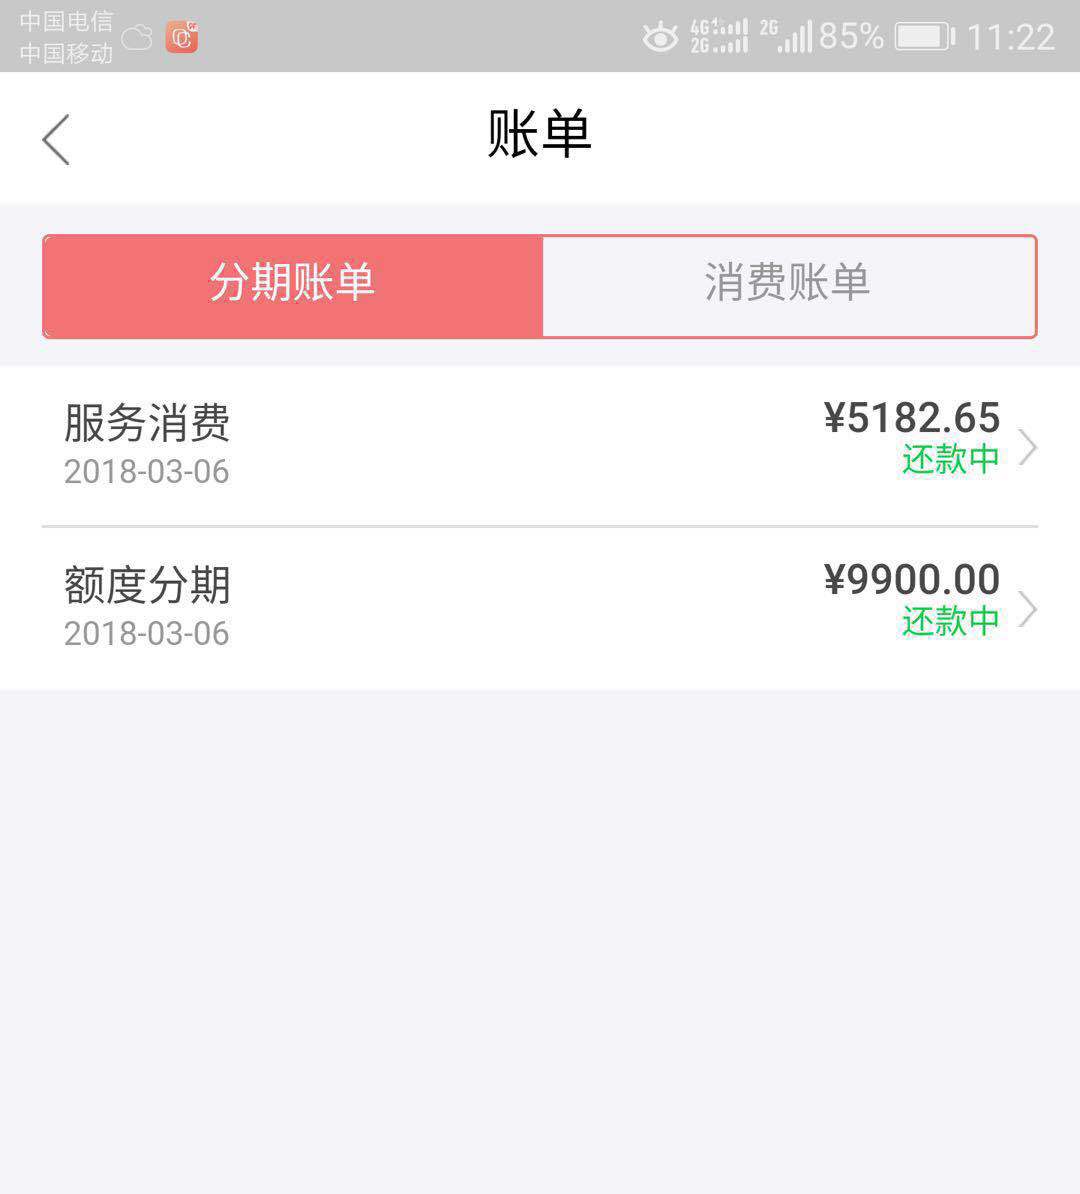 中国电信
中国移动
4G 2G 2G 85% 11:22
账单
分期账单 消费账单
服务消费 ¥5182.65
2018-03-06 还款中
额度分期 ¥9900.00
2018-03-06 还款中